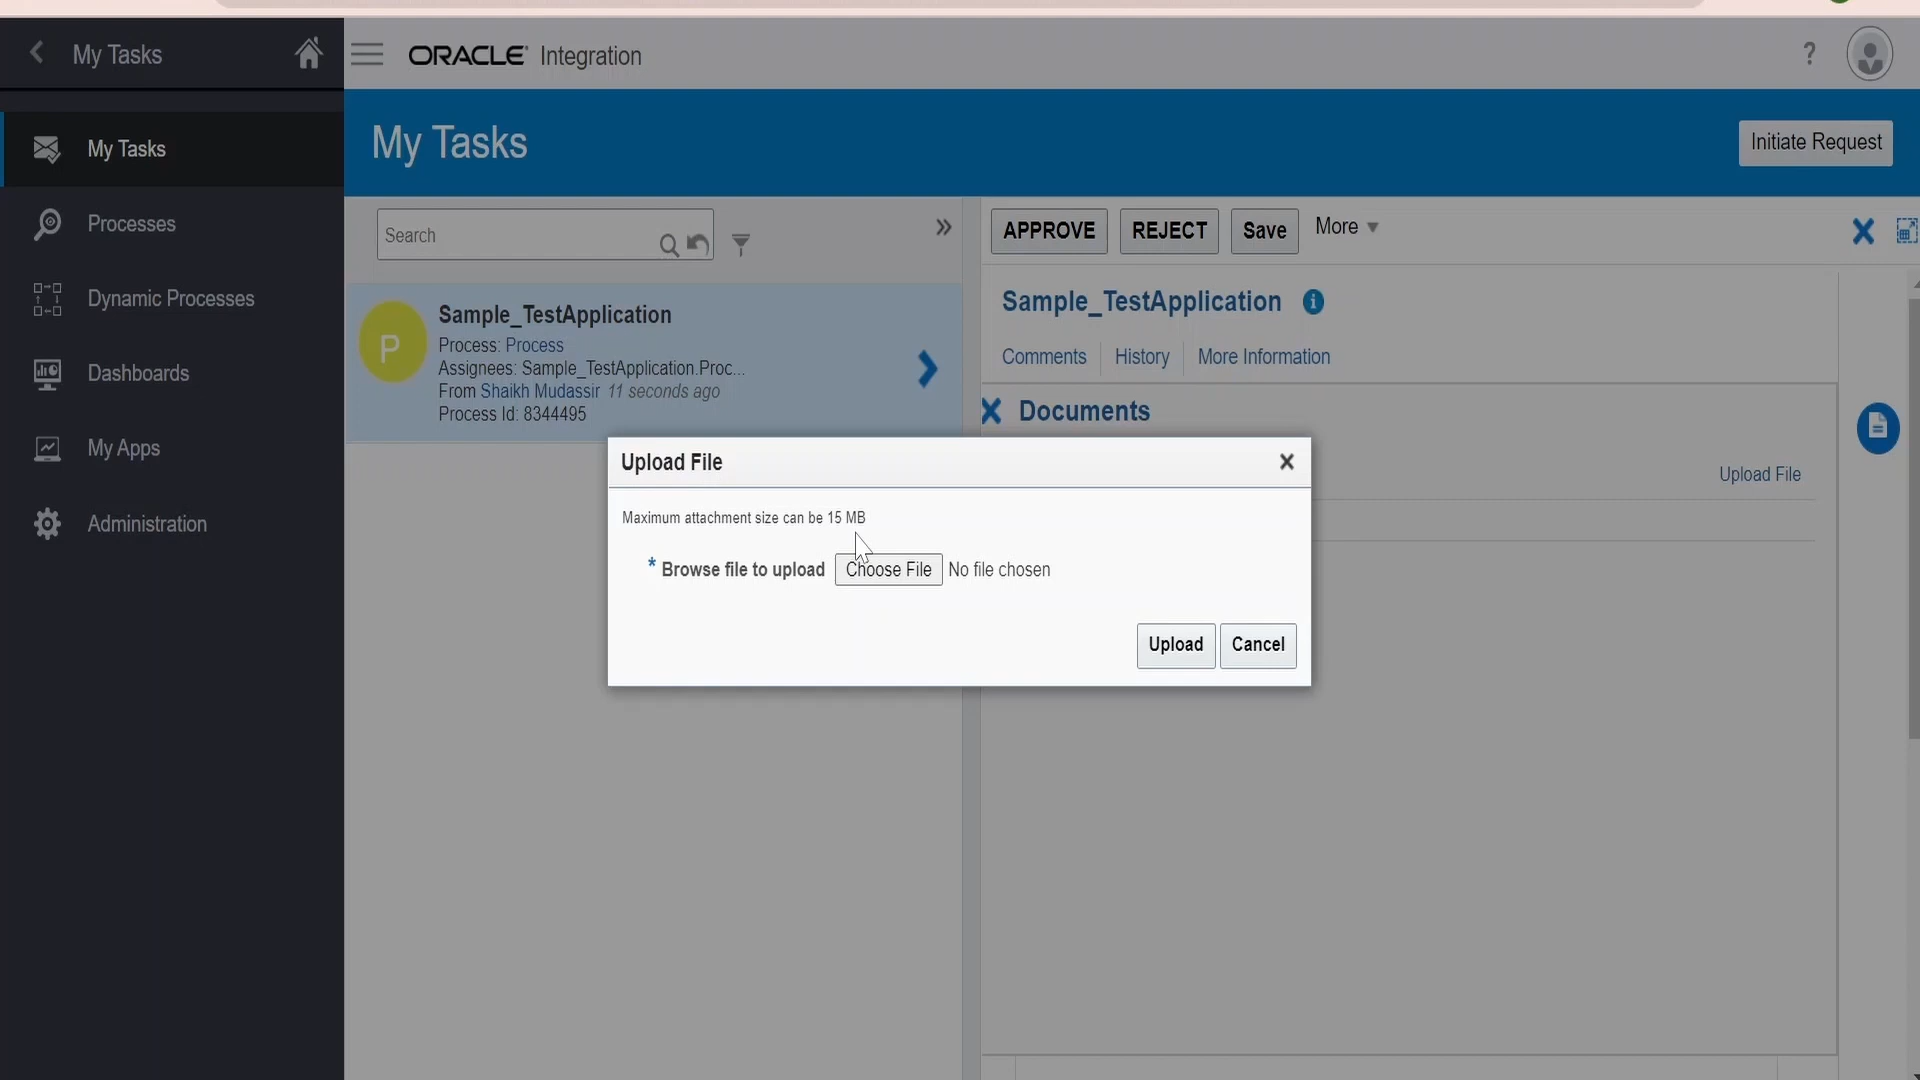 My Tasks
ORACLE Integration
?
My Tasks
Processes
Dynamic Processes
Dashboards
My Apps
Administration
My Tasks
Initiate Request
Search
P
Sample_TestApplication
Process: Process
Assignees: Sample_TestApplication.Proc...
From Shaikh Mudassir 11 seconds ago
Process Id: 8344495
APPROVE REJECT Save More
Sample_TestApplication
Comments History More Information
Documents
Upload File
Upload File
Maximum attachment size can be 15 MB
* Browse file to upload Choose File No file chosen
Upload Cancel